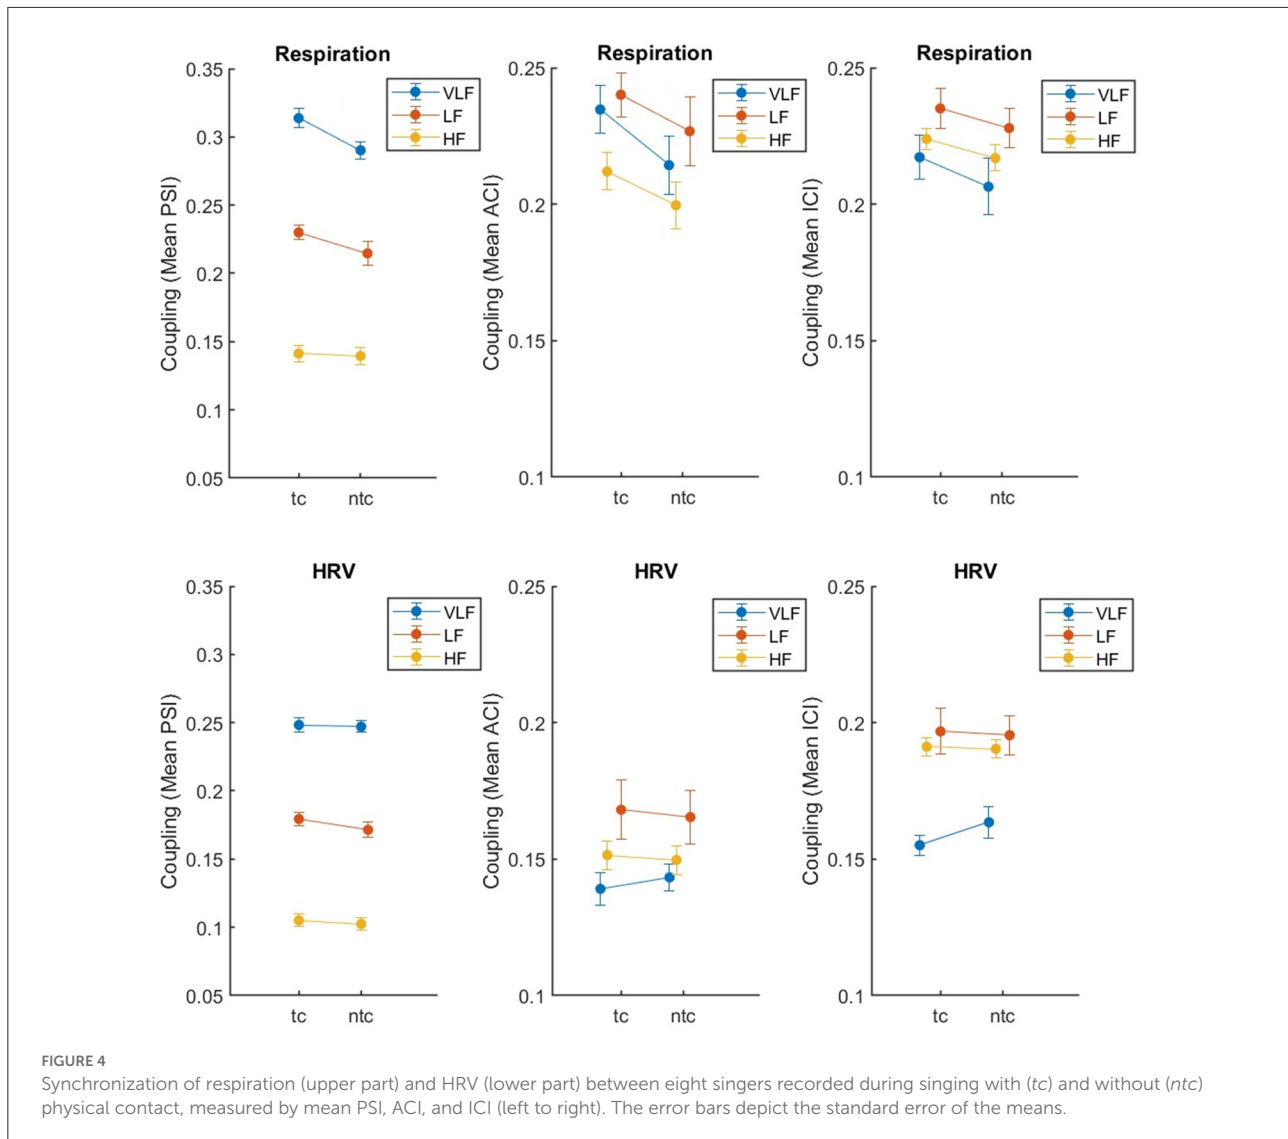 Respiration
0.35
0.3
0.25
0.2
0.15
0.1
0.05
Coupling (Mean PSI)
tc
ntc
VLF
LF
HF
Respiration
0.25
0.2
0.15
0.1
Coupling (Mean ACI)
tc
ntc
VLF
LF
HF
Respiration
0.25
0.2
0.15
0.1
Coupling (Mean ICI)
tc
ntc
VLF
LF
HF
HRV
0.35
0.3
0.25
0.2
0.15
0.1
0.05
Coupling (Mean PSI)
tc
ntc
VLF
LF
HF
HRV
0.25
0.2
0.15
0.1
Coupling (Mean ACI)
tc
ntc
VLF
LF
HF
HRV
0.25
0.2
0.15
0.1
Coupling (Mean ICI)
tc
ntc
VLF
LF
HF
FIGURE 4
Synchronization of respiration (upper part) and HRV (lower part) between eight singers recorded during singing with (tc) and without (ntc)
physical contact, measured by mean PSI, ACI, and ICI (left to right). The error bars depict the standard error of the means.